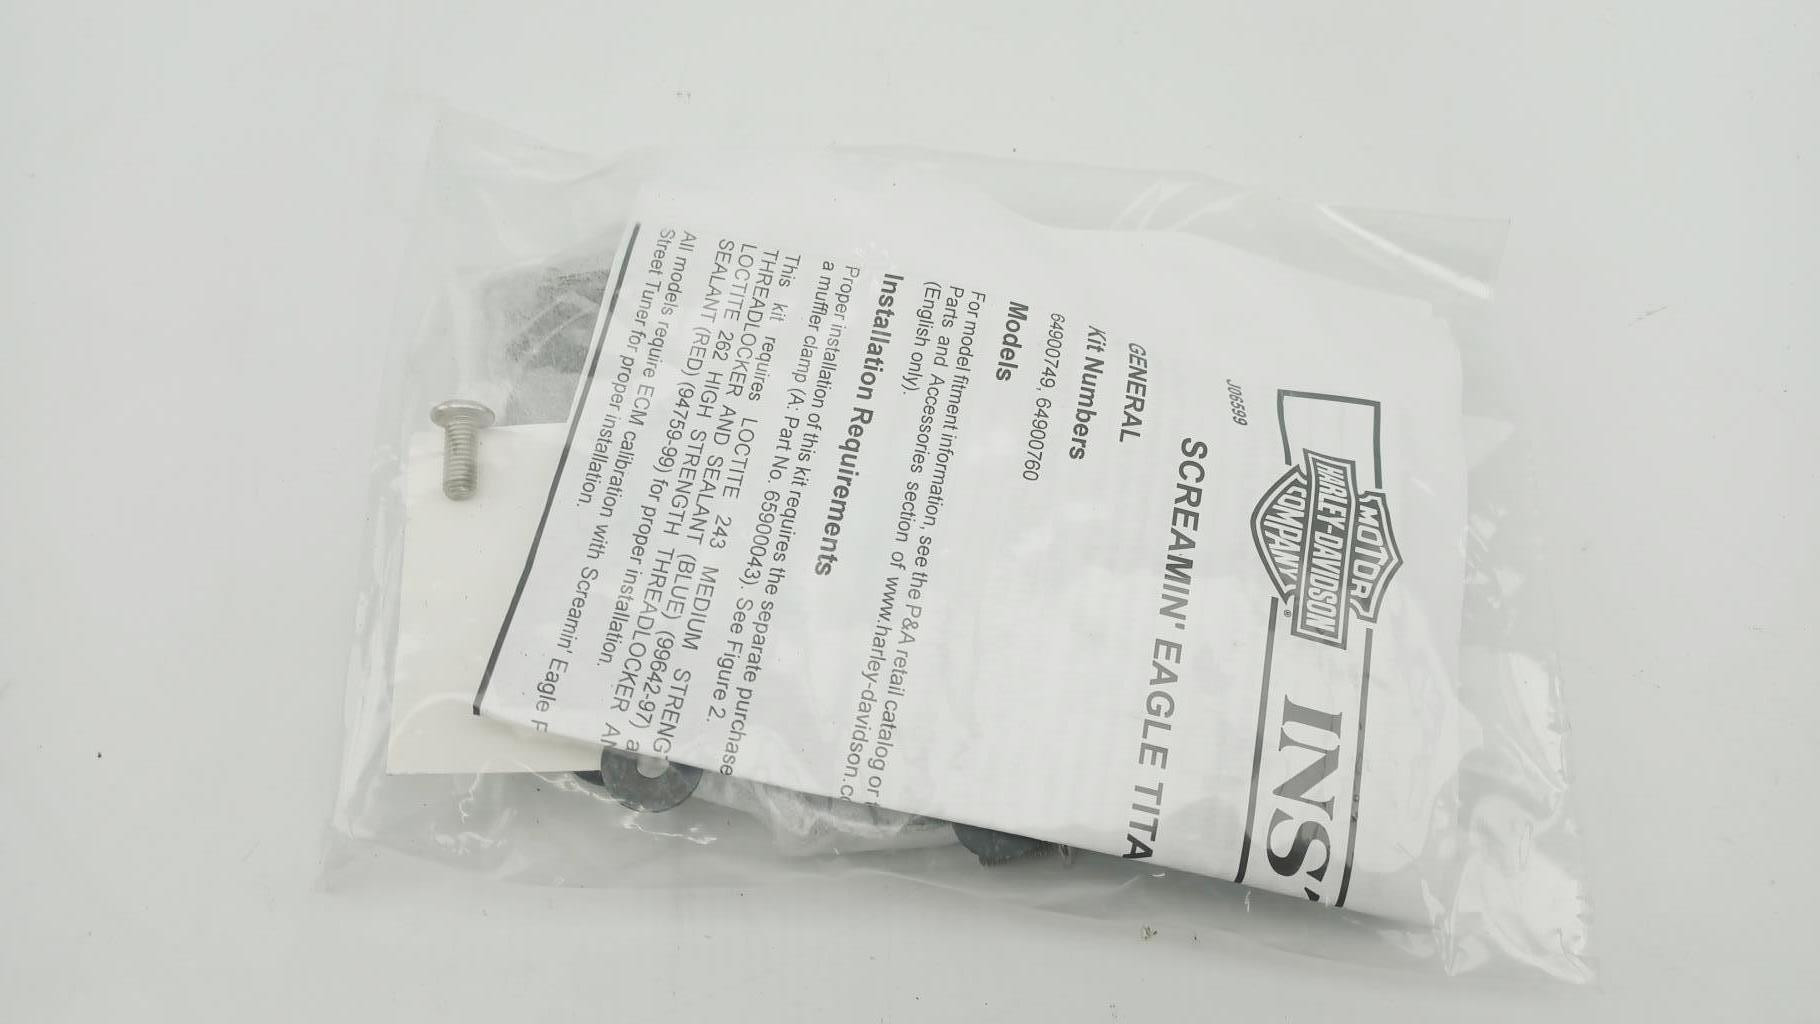 J06599
MOTOR
HARLEY-DAVIDSON
COMPANY
®
INS
SCREAMIN' EAGLE TITA
GENERAL
Kit Numbers
64900749, 64900760
Models
For model fitment information, see the P&A retail catalog or
Parts and Accessories section of www.harley-davidson.c
(English only).
Installation Requirements
Proper installation of this kit requires the separate purchase
a muffler clamp (A: Part No. 65900043). See Figure 2.
This kit requires LOCTITE 243 MEDIUM STRENG
THREADLOCKER AND SEALANT (BLUE) (99642-97) a
LOCTITE 262 HIGH STRENGTH THREADLOCKER AN
SEALANT (RED) (94759-99) for proper installation.
All models require ECM calibration with Screamin' Eagle P
Street Tuner for proper installation.